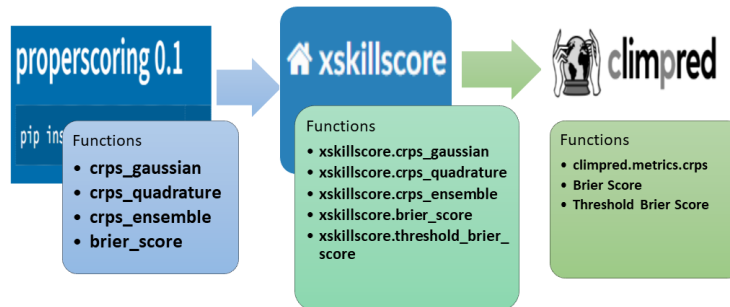 properscoring 0.1
pip ins
Functions
• crps_gaussian
• crps_quadrature
• crps_ensemble
• brier_score
xskillscore
Functions
• xskillscore.crps_gaussian
• xskillscore.crps_quadrature
• xskillscore.crps_ensemble
• xskillscore.brier_score
• xskillscore.threshold_brier_
score
climpred
Functions
• climpred.metrics.crps
• Brier Score
• Threshold Brier Score